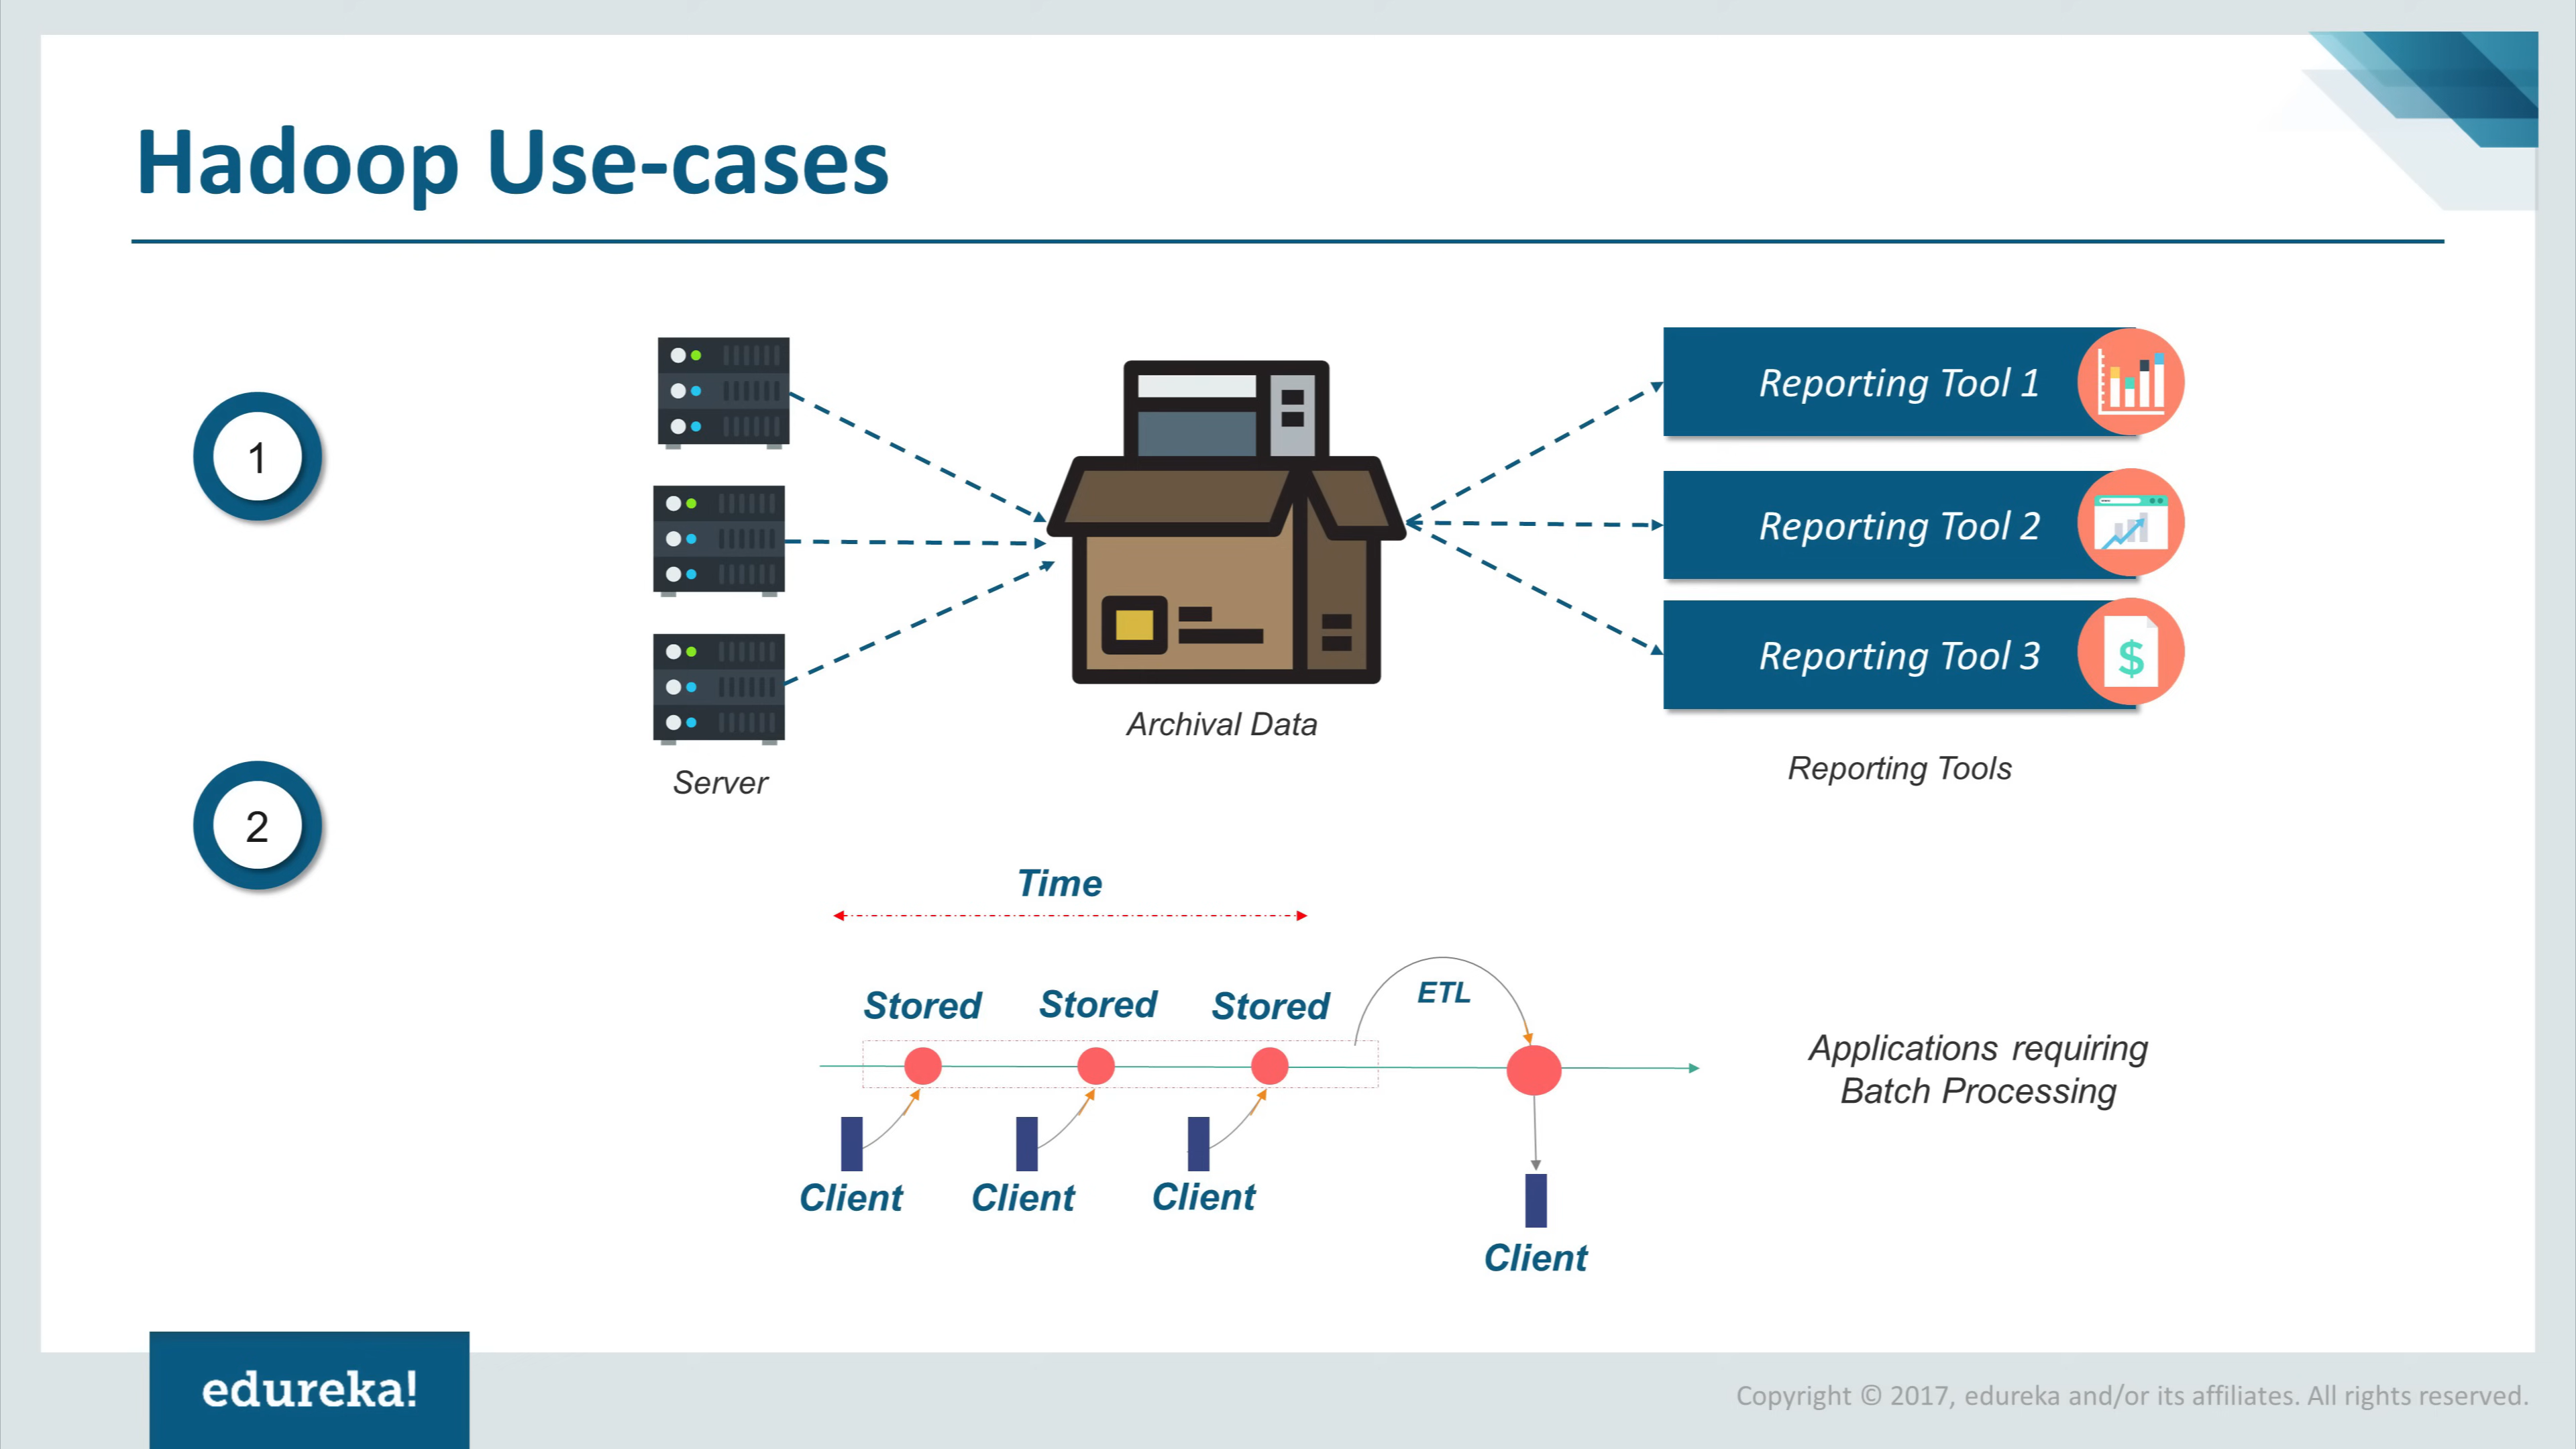 Hadoop Use-cases
1
Reporting Tool 1
Reporting Tool 2
Reporting Tool 3
Archival Data
Server
Reporting Tools
2
Time
Stored Stored Stored
ETL
Applications requiring
Batch Processing
Client Client Client
Client
edureka!
Copyright © 2017, edureka and/or its affiliates. All rights reserved.